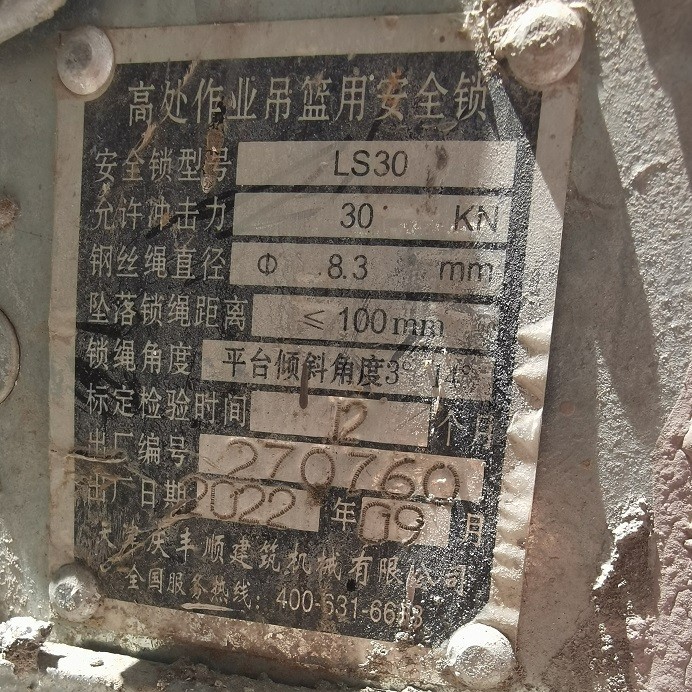 高处作业吊篮用安全锁
安全锁型号 LS30
允许冲击力 30 KN
钢丝绳直径 Φ 8.3 mm
坠落锁绳距离 ≤100mm
锁绳角度 平台倾斜角度3° 14°
标定检验时间 12 个月
出厂编号 270760
出厂日期 2022 年 09 月
天津庆丰顺建筑机械有限公司
全国服务热线：400-631-66